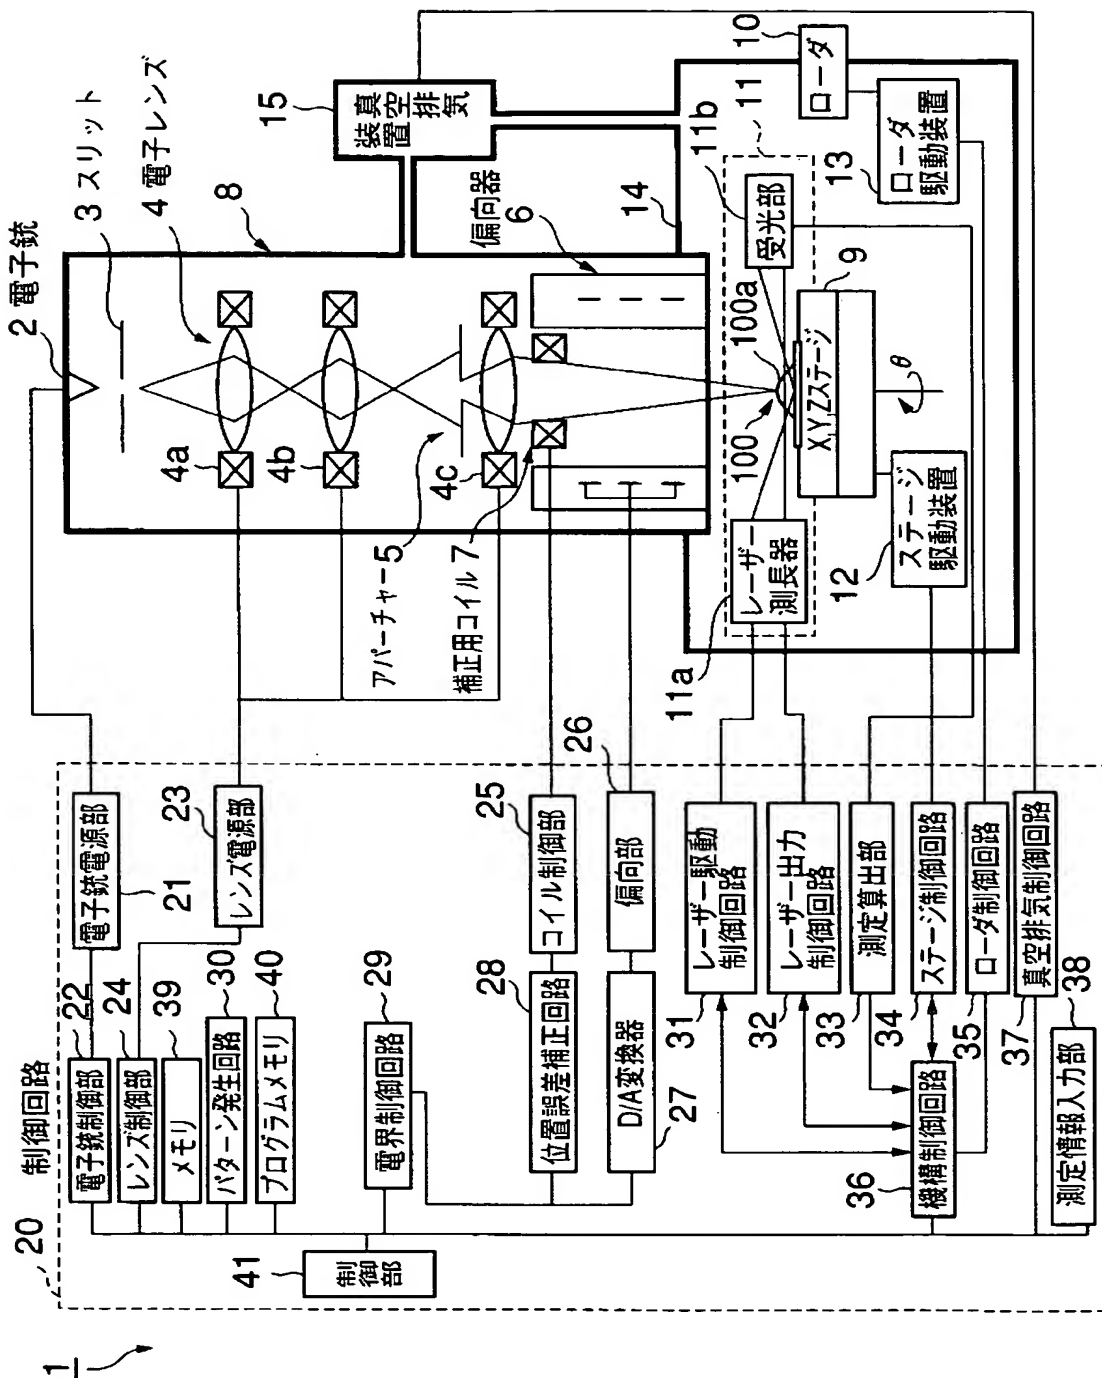 1
20
制御回路
41
制御部
電子銃制御部
22
レンズ制御部
24
メモリ
39
パターン発生回路
30
プログラムメモリ
40
電子銃電源部
21
レンズ電源部
23
電界制御回路
29
位置誤差補正回路
28
コイル制御部
25
D/A変換器
27
偏向部
26
レーザー駆動
制御回路
31
レーザー出力
制御回路
32
測定算出部
33
ステージ制御回路
34
ローダ制御回路
35
機構制御回路
36
真空排気制御回路
37
測定情報入力部
38
2 電子銃
3 スリット
4 電子レンズ
8
4a
4b
4c
アパーチャー5
補正用コイル 7
偏向器
6
14
15
真空排気
装置
10
ローダ
11
11b
受光部
13
ローダ
駆動装置
100a
100
9
X,Y,Zステージ
θ
11a
レーザー
測長器
12
ステージ
駆動装置